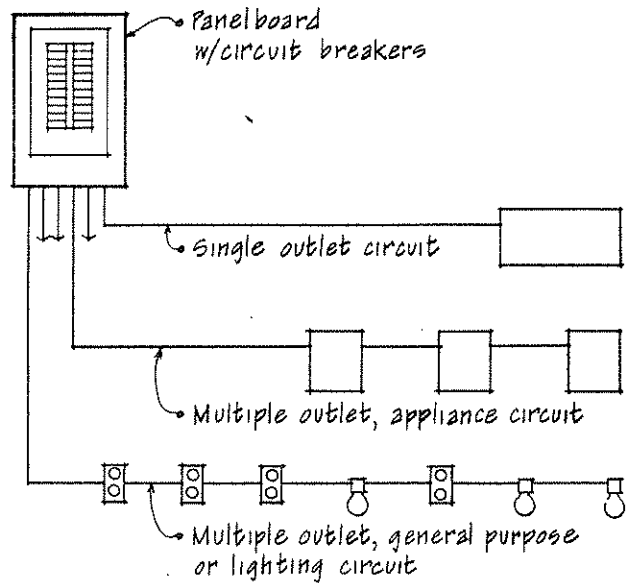 Panelboard
w/circuit breakers
Single outlet circuit
Multiple outlet, appliance circuit
Multiple outlet, general purpose
or lighting circuit